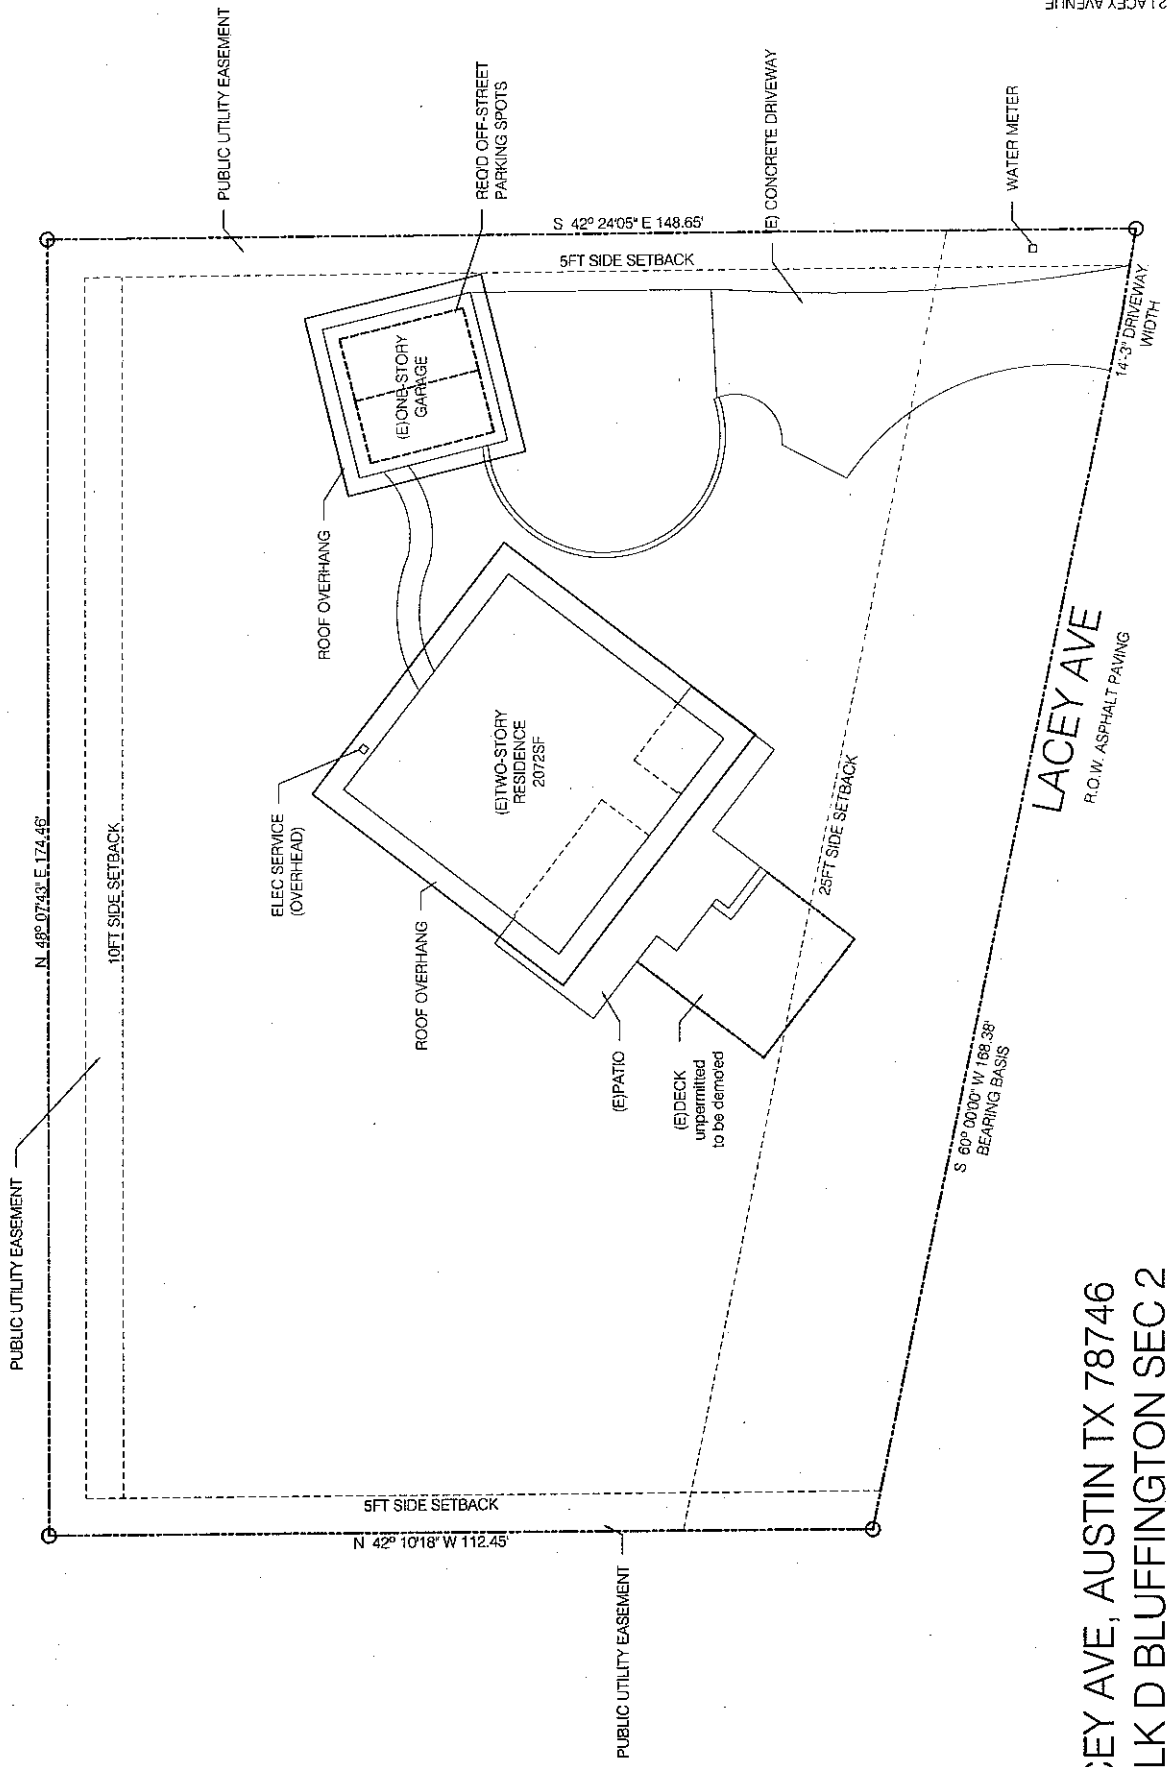 PUBLIC UTILITY EASEMENT
N 48° 07'43" E 174.46'
10FT SIDE SETBACK
PUBLIC UTILITY EASEMENT
S 42° 24'05" E 148.65'
5FT SIDE SETBACK
REQ'D OFF-STREET
PARKING SPOTS
(E)ONE-STORY
GARAGE
ROOF OVERHANG
ELEC SERVICE
(OVERHEAD)
ROOF OVERHANG
(E)TWO-STORY
RESIDENCE
2072SF
(E) CONCRETE DRIVEWAY
WATER METER
14'-3" DRIVEWAY
WIDTH
(E)PATIO
(E)DECK
unpermitted
to be demoled
25FT SIDE SETBACK
LACEY AVE
R.O.W. ASPHALT PAVING
S 60° 00'00" W 168.38'
BEARING BASIS
5FT SIDE SETBACK
N 42° 10'18" W 112.45'
PUBLIC UTILITY EASEMENT
CEY AVE, AUSTIN TX 78746
LK D BLUFFINGTON SEC 2
2 LACEY AVENUE